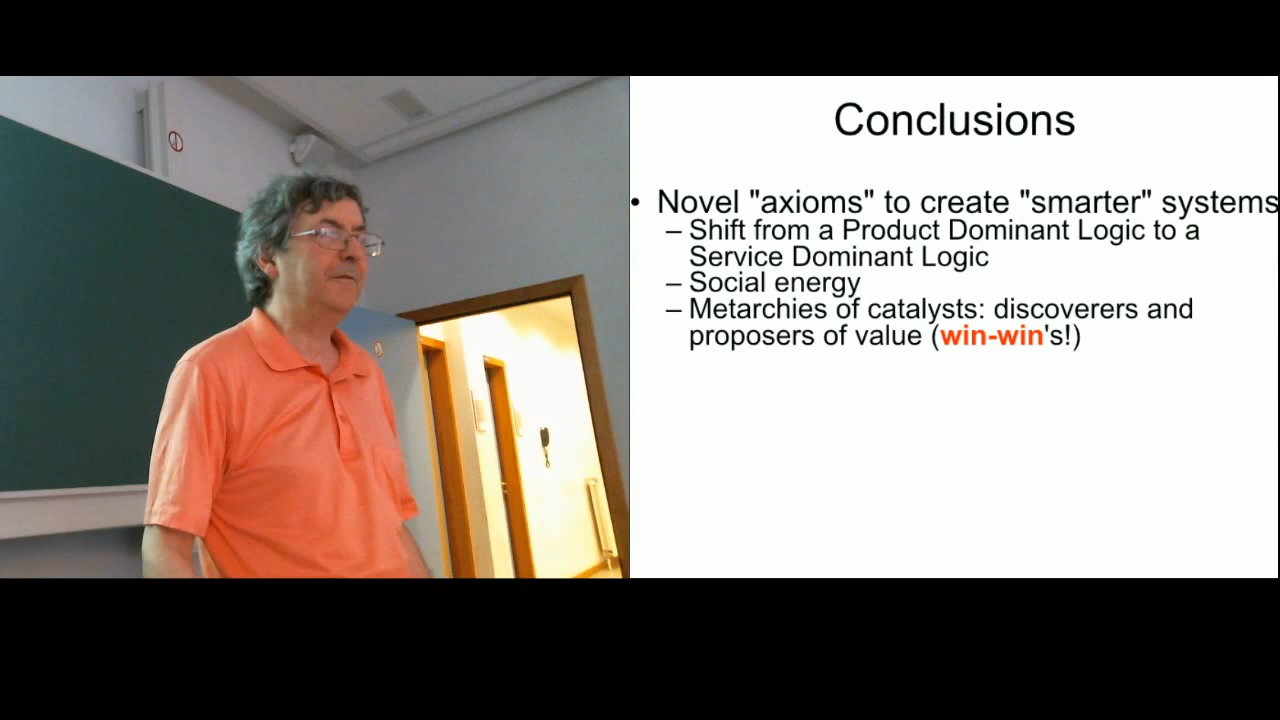 Conclusions
• Novel "axioms" to create "smarter" systems
– Shift from a Product Dominant Logic to a
Service Dominant Logic
– Social energy
– Metarchies of catalysts: discoverers and
proposers of value (win-win's!)